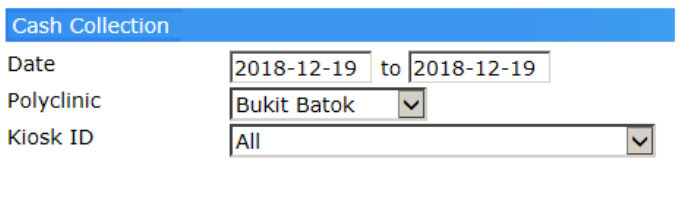 Cash Collection
Date 2018-12-19 to 2018-12-19
Polyclinic Bukit Batok
Kiosk ID All